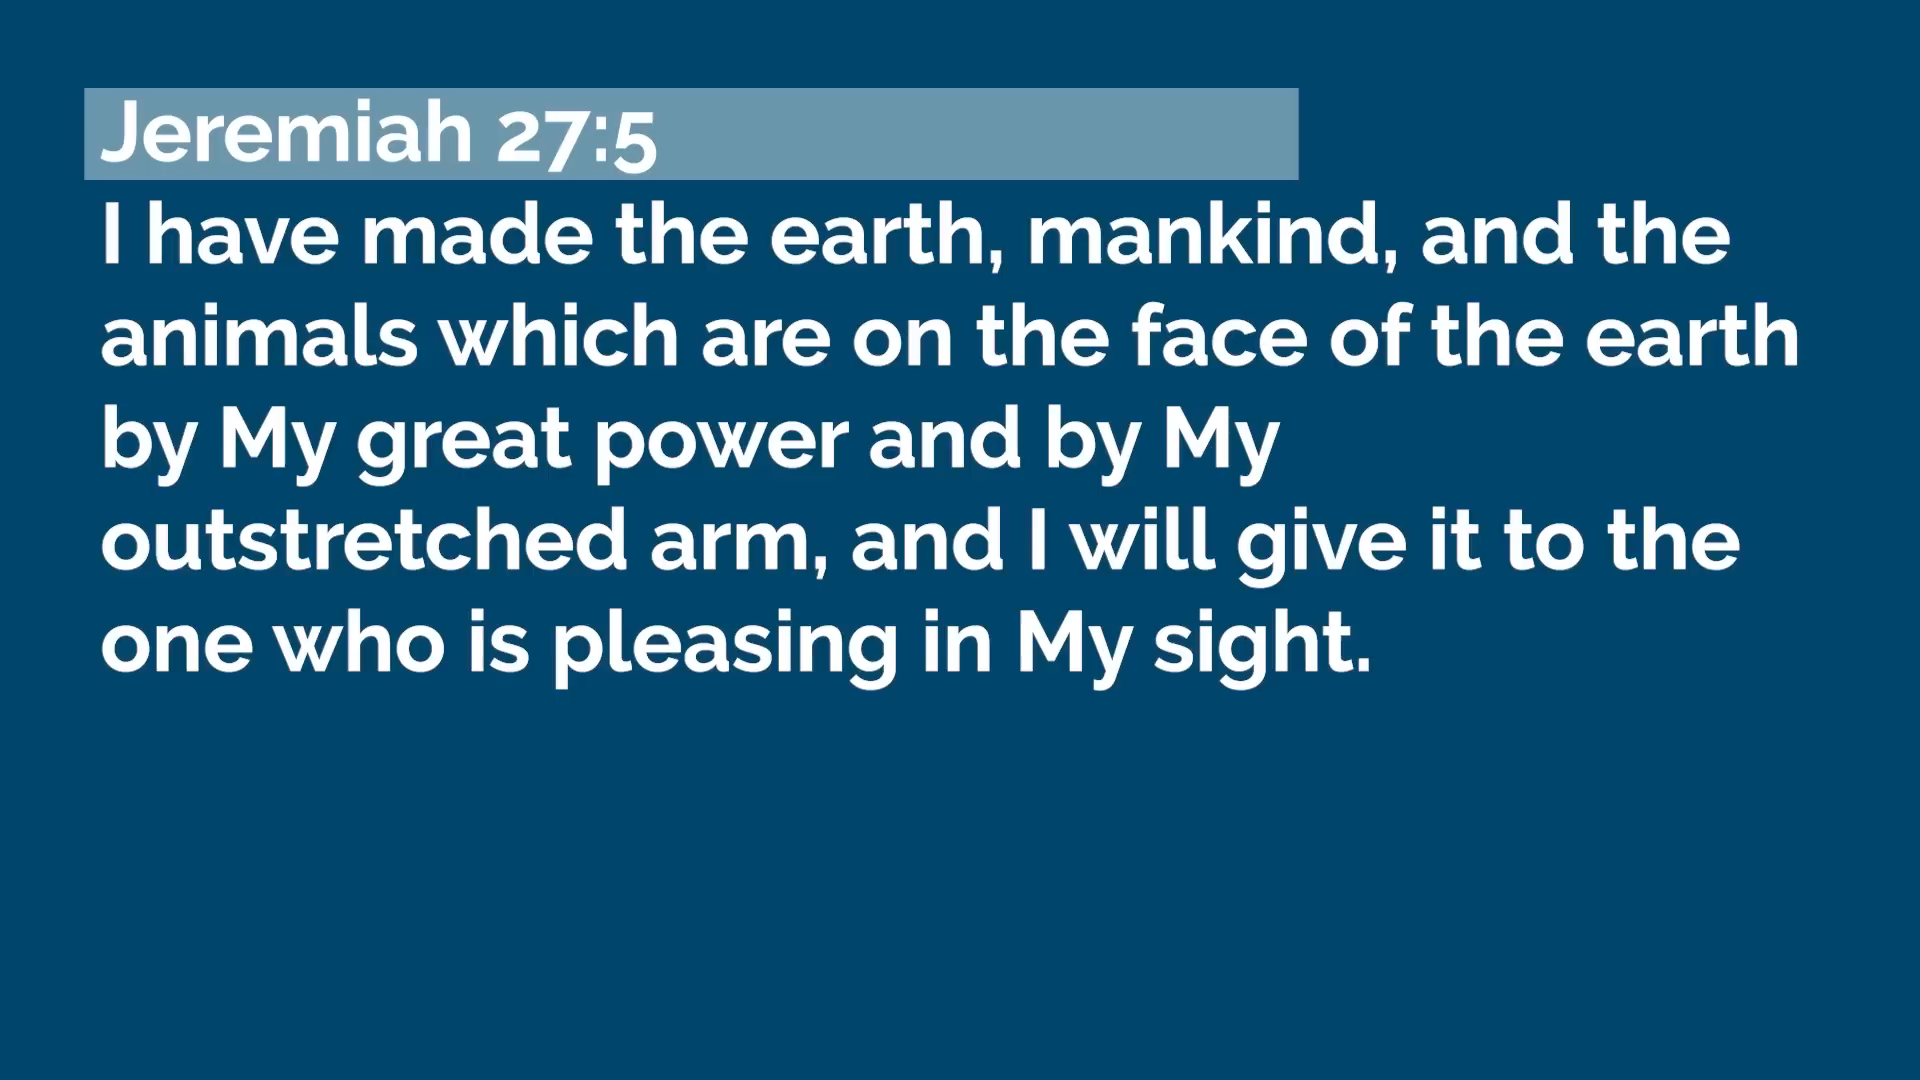 Jeremiah 27:5
I have made the earth, mankind, and the
animals which are on the face of the earth
by My great power and by My
outstretched arm, and I will give it to the
one who is pleasing in My sight.